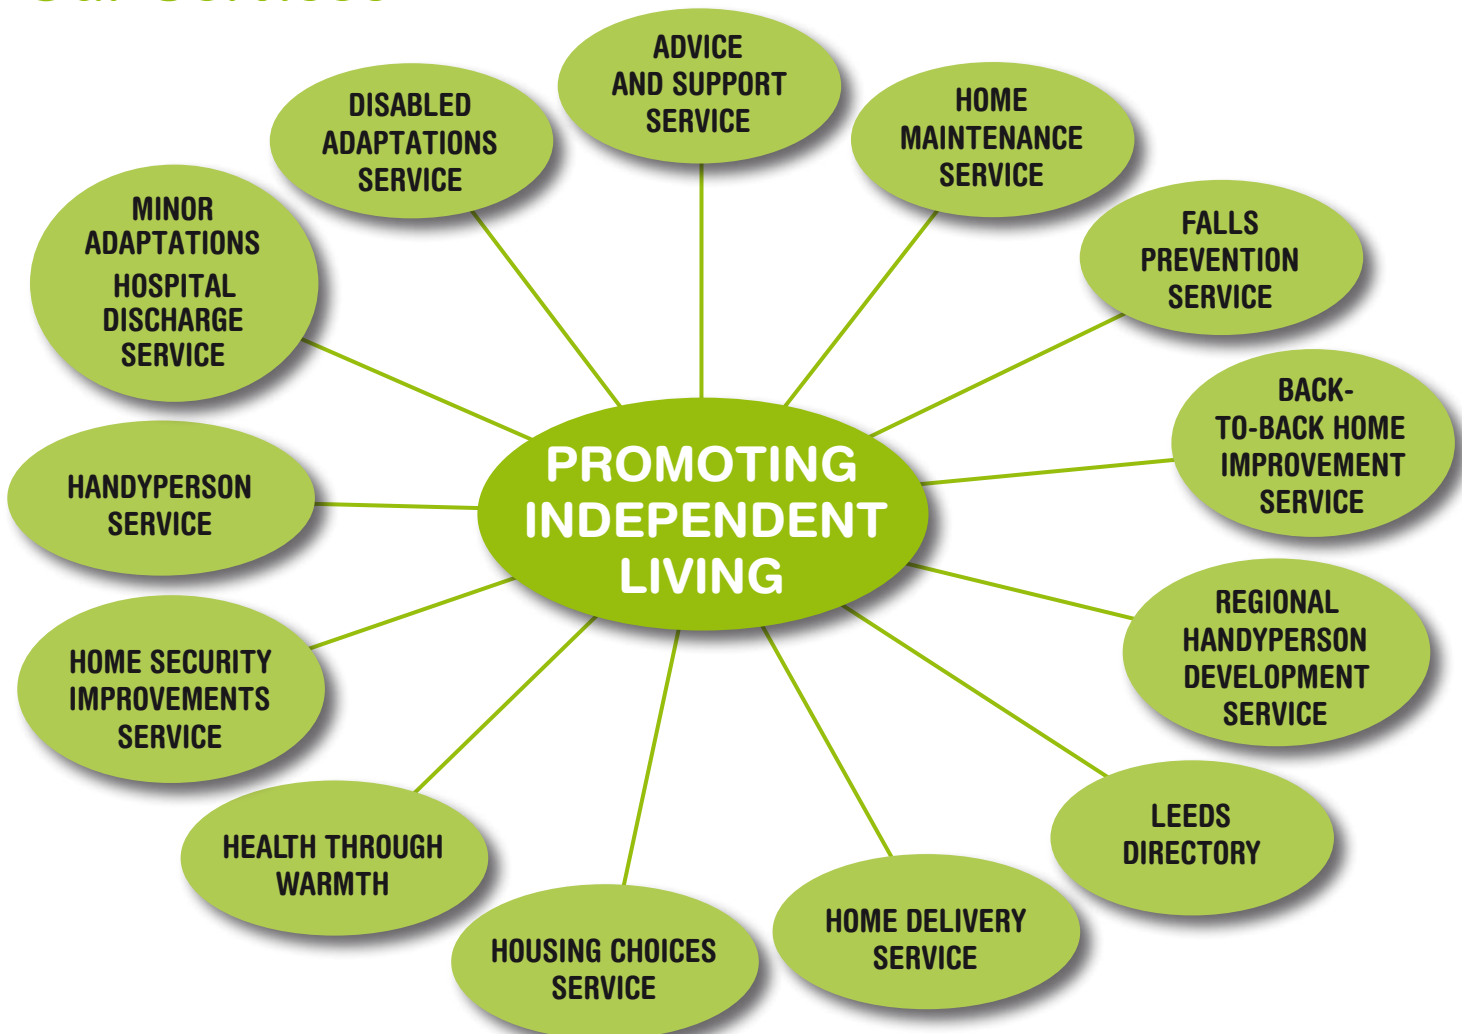 Our Services
ADVICE
AND SUPPORT
SERVICE
HOME
MAINTENANCE
SERVICE
FALLS
PREVENTION
SERVICE
BACK-
TO-BACK HOME
IMPROVEMENT
SERVICE
REGIONAL
HANDYPERSON
DEVELOPMENT
SERVICE
LEEDS
DIRECTORY
HOME DELIVERY
SERVICE
HOUSING CHOICES
SERVICE
HEALTH THROUGH
WARMTH
HOME SECURITY
IMPROVEMENTS
SERVICE
HANDYPERSON
SERVICE
MINOR
ADAPTATIONS
HOSPITAL
DISCHARGE
SERVICE
DISABLED
ADAPTATIONS
SERVICE
PROMOTING
INDEPENDENT
LIVING